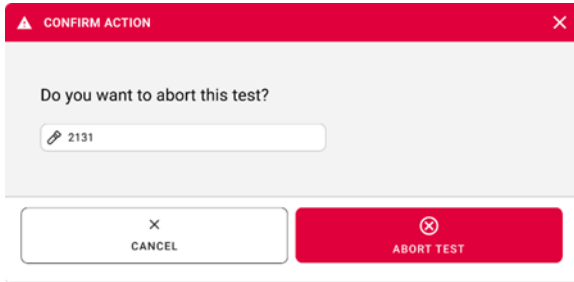 CONFIRM ACTION
Do you want to abort this test?
2131
CANCEL
ABORT TEST